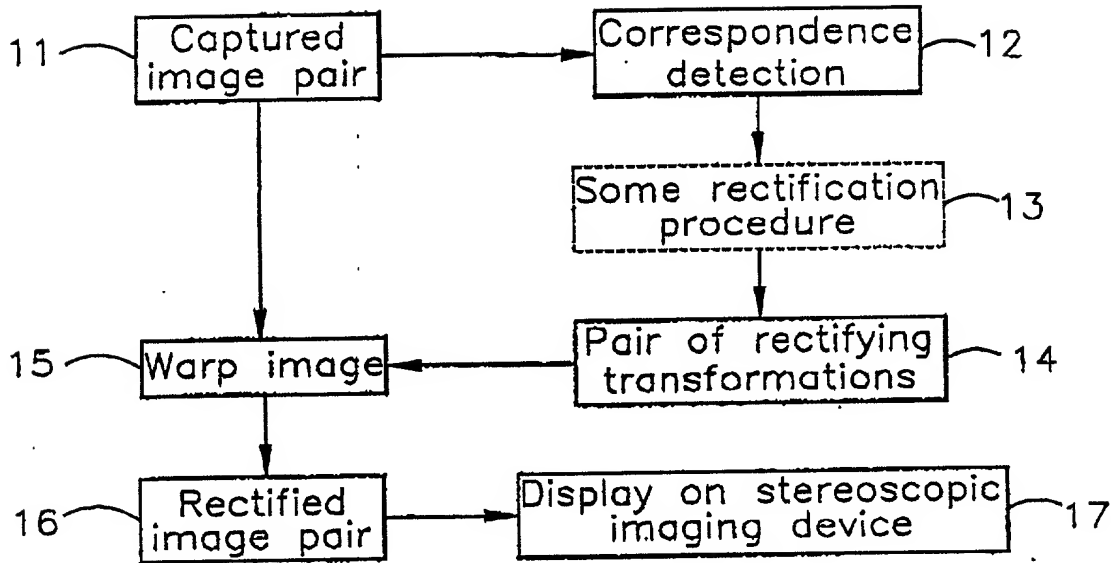 11
Captured
image pair
Correspondence
detection
12
Some rectification
procedure
13
15
Warp image
Pair of rectifying
transformations
14
16
Rectified
image pair
Display on stereoscopic
imaging device
17